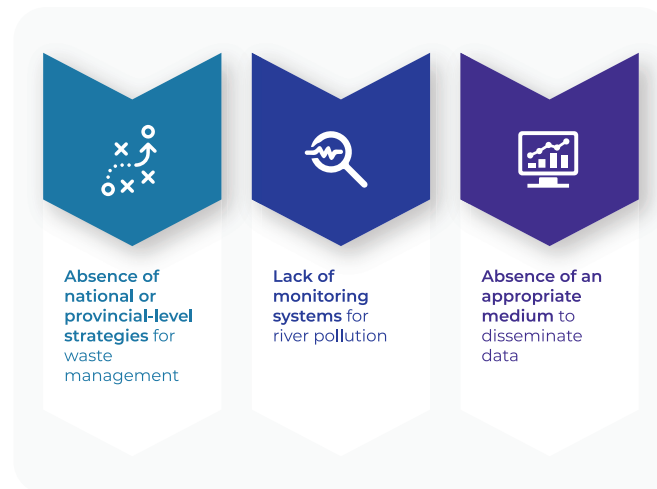 Absence of
national or
provincial-level
strategies for
waste
management
Lack of
monitoring
systems for
river pollution
Absence of an
appropriate
medium to
disseminate
data